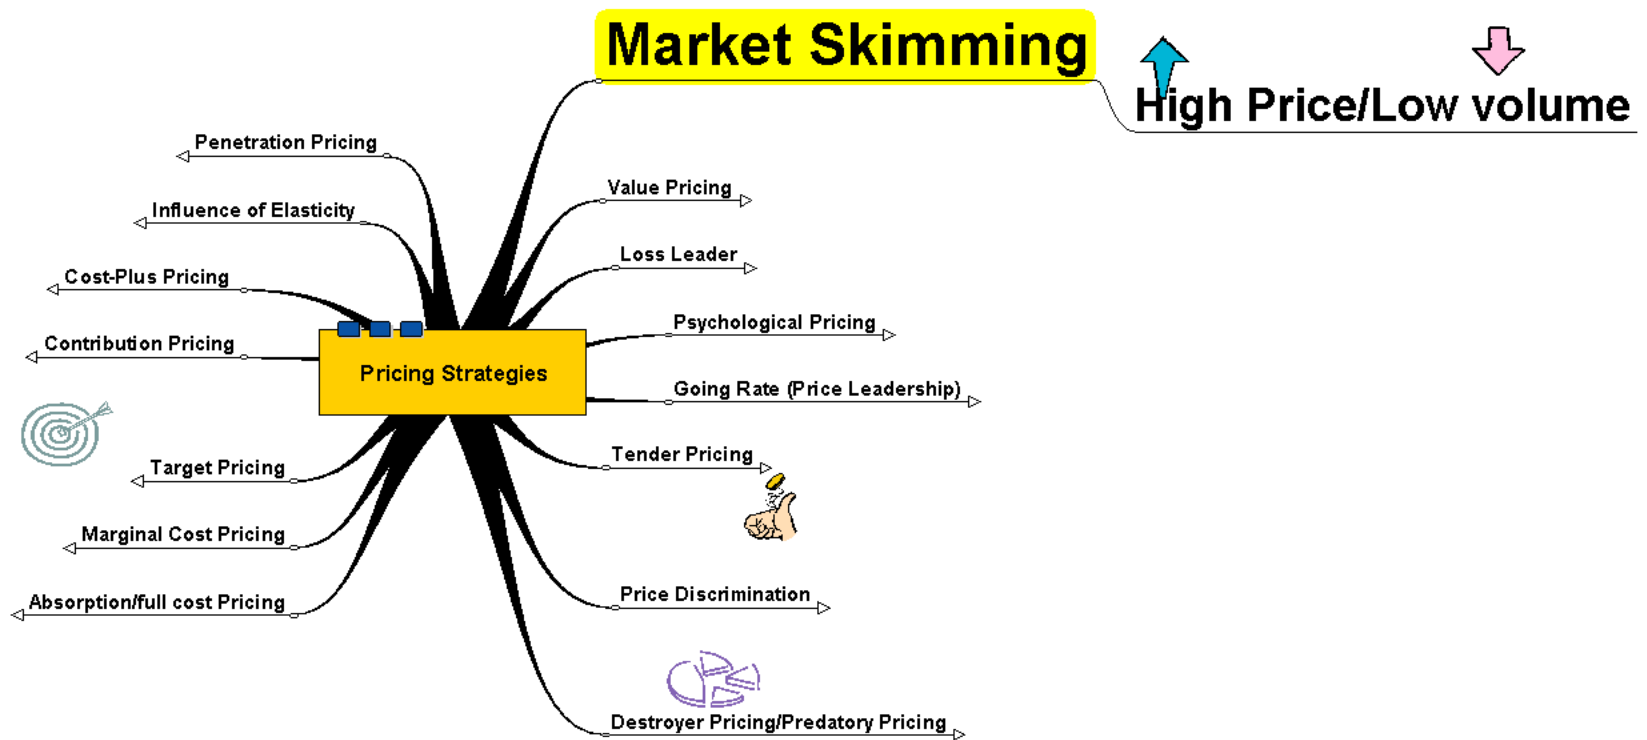 Market Skimming
High Price/Low volume
Penetration Pricing
Value Pricing
Influence of Elasticity
Loss Leader
Cost-Plus Pricing
Psychological Pricing
Contribution Pricing
Pricing Strategies
Going Rate (Price Leadership)
Target Pricing
Tender Pricing
Marginal Cost Pricing
Absorption/full cost Pricing
Price Discrimination
Destroyer Pricing/Predatory Pricing